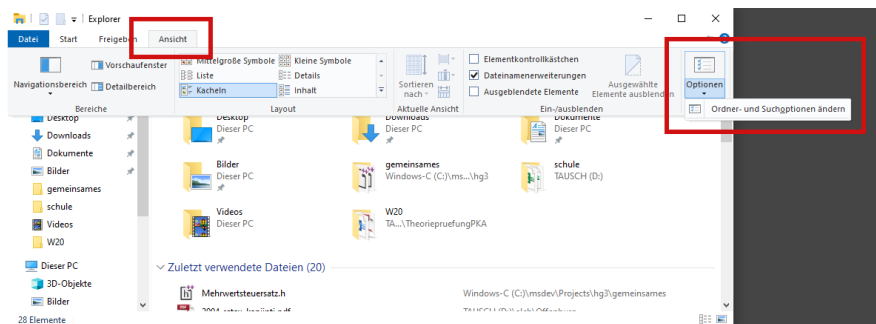 Explorer
Datei Start Freigeben Ansicht
Navigationsbereich
Vorschaufenster
Detailbereich
Bereiche
Mittelgroße Symbole Kleine Symbole
Liste Details
Kacheln Inhalt
Layout
Sortieren nach
Aktuelle Ansicht
Elementkontrollkästchen
Dateinamenerweiterungen
Ausgeblendete Elemente
Ausgewählte
Elemente ausblenden
Ein-/ausblenden
Optionen
Ordner- und Suchoptionen ändern
Desktop
Downloads
Dokumente
Bilder
gemeinsames
schule
Videos
W20
Dieser PC
3D-Objekte
Bilder
Desktop
Dieser PC
Downloads
Dieser PC
Dokumente
Dieser PC
Bilder
Dieser PC
gemeinsames
Windows-C (C:)\ms...\hg3
schule
TAUSCH (D:)
Videos
Dieser PC
W20
TA...\TheoriepruefungPKA
Zuletzt verwendete Dateien (20)
Mehrwertsteuersatz.h Windows-C (C:)\msdev\Projects\hg3\gemeinsames
28 Elemente